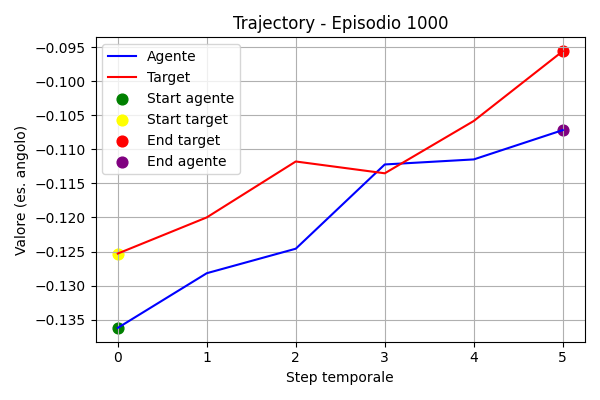 Trajectory - Episodio 1000
Agente
Target
Start agente
Start target
End target
End agente
Valore (es. angolo)
−0.095
−0.100
−0.105
−0.110
−0.115
−0.120
−0.125
−0.130
−0.135
0 1 2 3 4 5
Step temporale